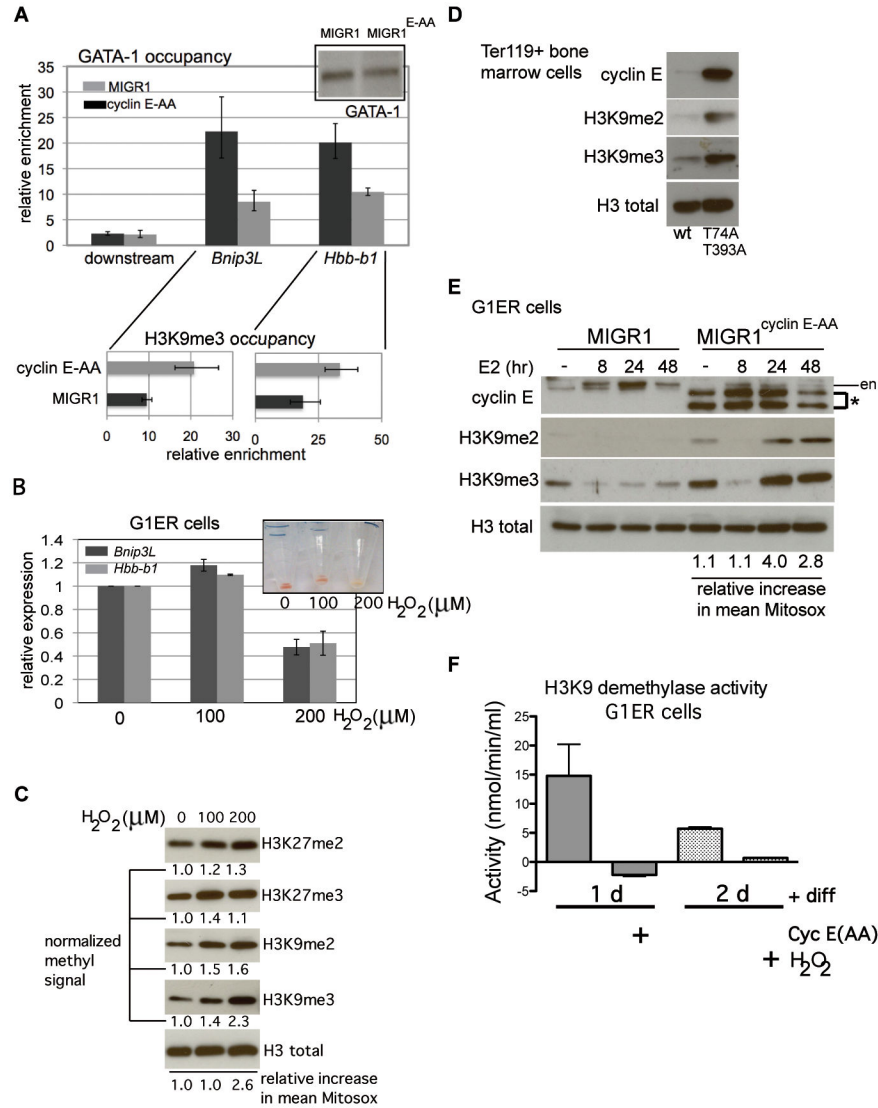 A
MIGR1 MIGR1 E-AA
GATA-1
GATA-1 occupancy
MIGR1
cyclin E-AA
relative enrichment
35
30
25
20
15
10
5
0
downstream Bnip3L Hbb-b1
H3K9me3 occupancy
cyclin E-AA
MIGR1
0 10 20 30 0 25 50
relative enrichment
B
G1ER cells
Bnip3L
Hbb-b1
relative expression
1.4
1.2
1
0.8
0.6
0.4
0.2
0
0 100 200 H2O2(μM)
0 100 200 H2O2(μM)
C
H2O2(μM) 0 100 200
H3K27me2
1.0 1.2 1.3
H3K27me3
1.0 1.4 1.1
H3K9me2
1.0 1.5 1.6
H3K9me3
1.0 1.4 2.3
H3 total
normalized
methyl
signal
1.0 1.0 2.6 relative increase
in mean Mitosox
D
Ter119+ bone
marrow cells
cyclin E
H3K9me2
H3K9me3
H3 total
wt T74A
T393A
E
G1ER cells
MIGR1 MIGR1 cyclin E-AA
E2 (hr) - 8 24 48 - 8 24 48
cyclin E
en
*
H3K9me2
H3K9me3
H3 total
1.1 1.1 4.0 2.8
relative increase
in mean Mitosox
F
H3K9 demethylase activity
G1ER cells
Activity (nmol/min/ml)
25
20
15
10
5
0
-5
1 d 2 d + diff
+ Cyc E(AA)
+ H2O2